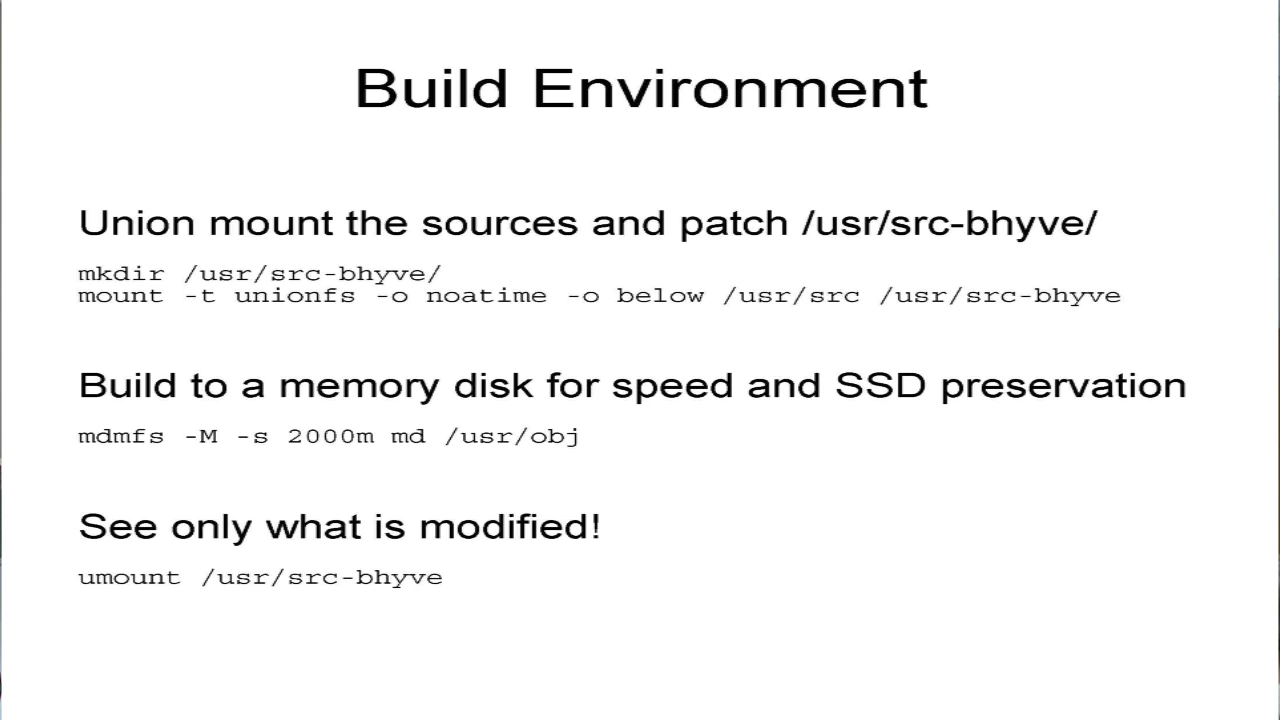 Build Environment
Union mount the sources and patch /usr/src-bhyve/
mkdir /usr/src-bhyve/
mount -t unionfs -o noatime -o below /usr/src /usr/src-bhyve
Build to a memory disk for speed and SSD preservation
mdmfs -M -s 2000m md /usr/obj
See only what is modified!
umount /usr/src-bhyve